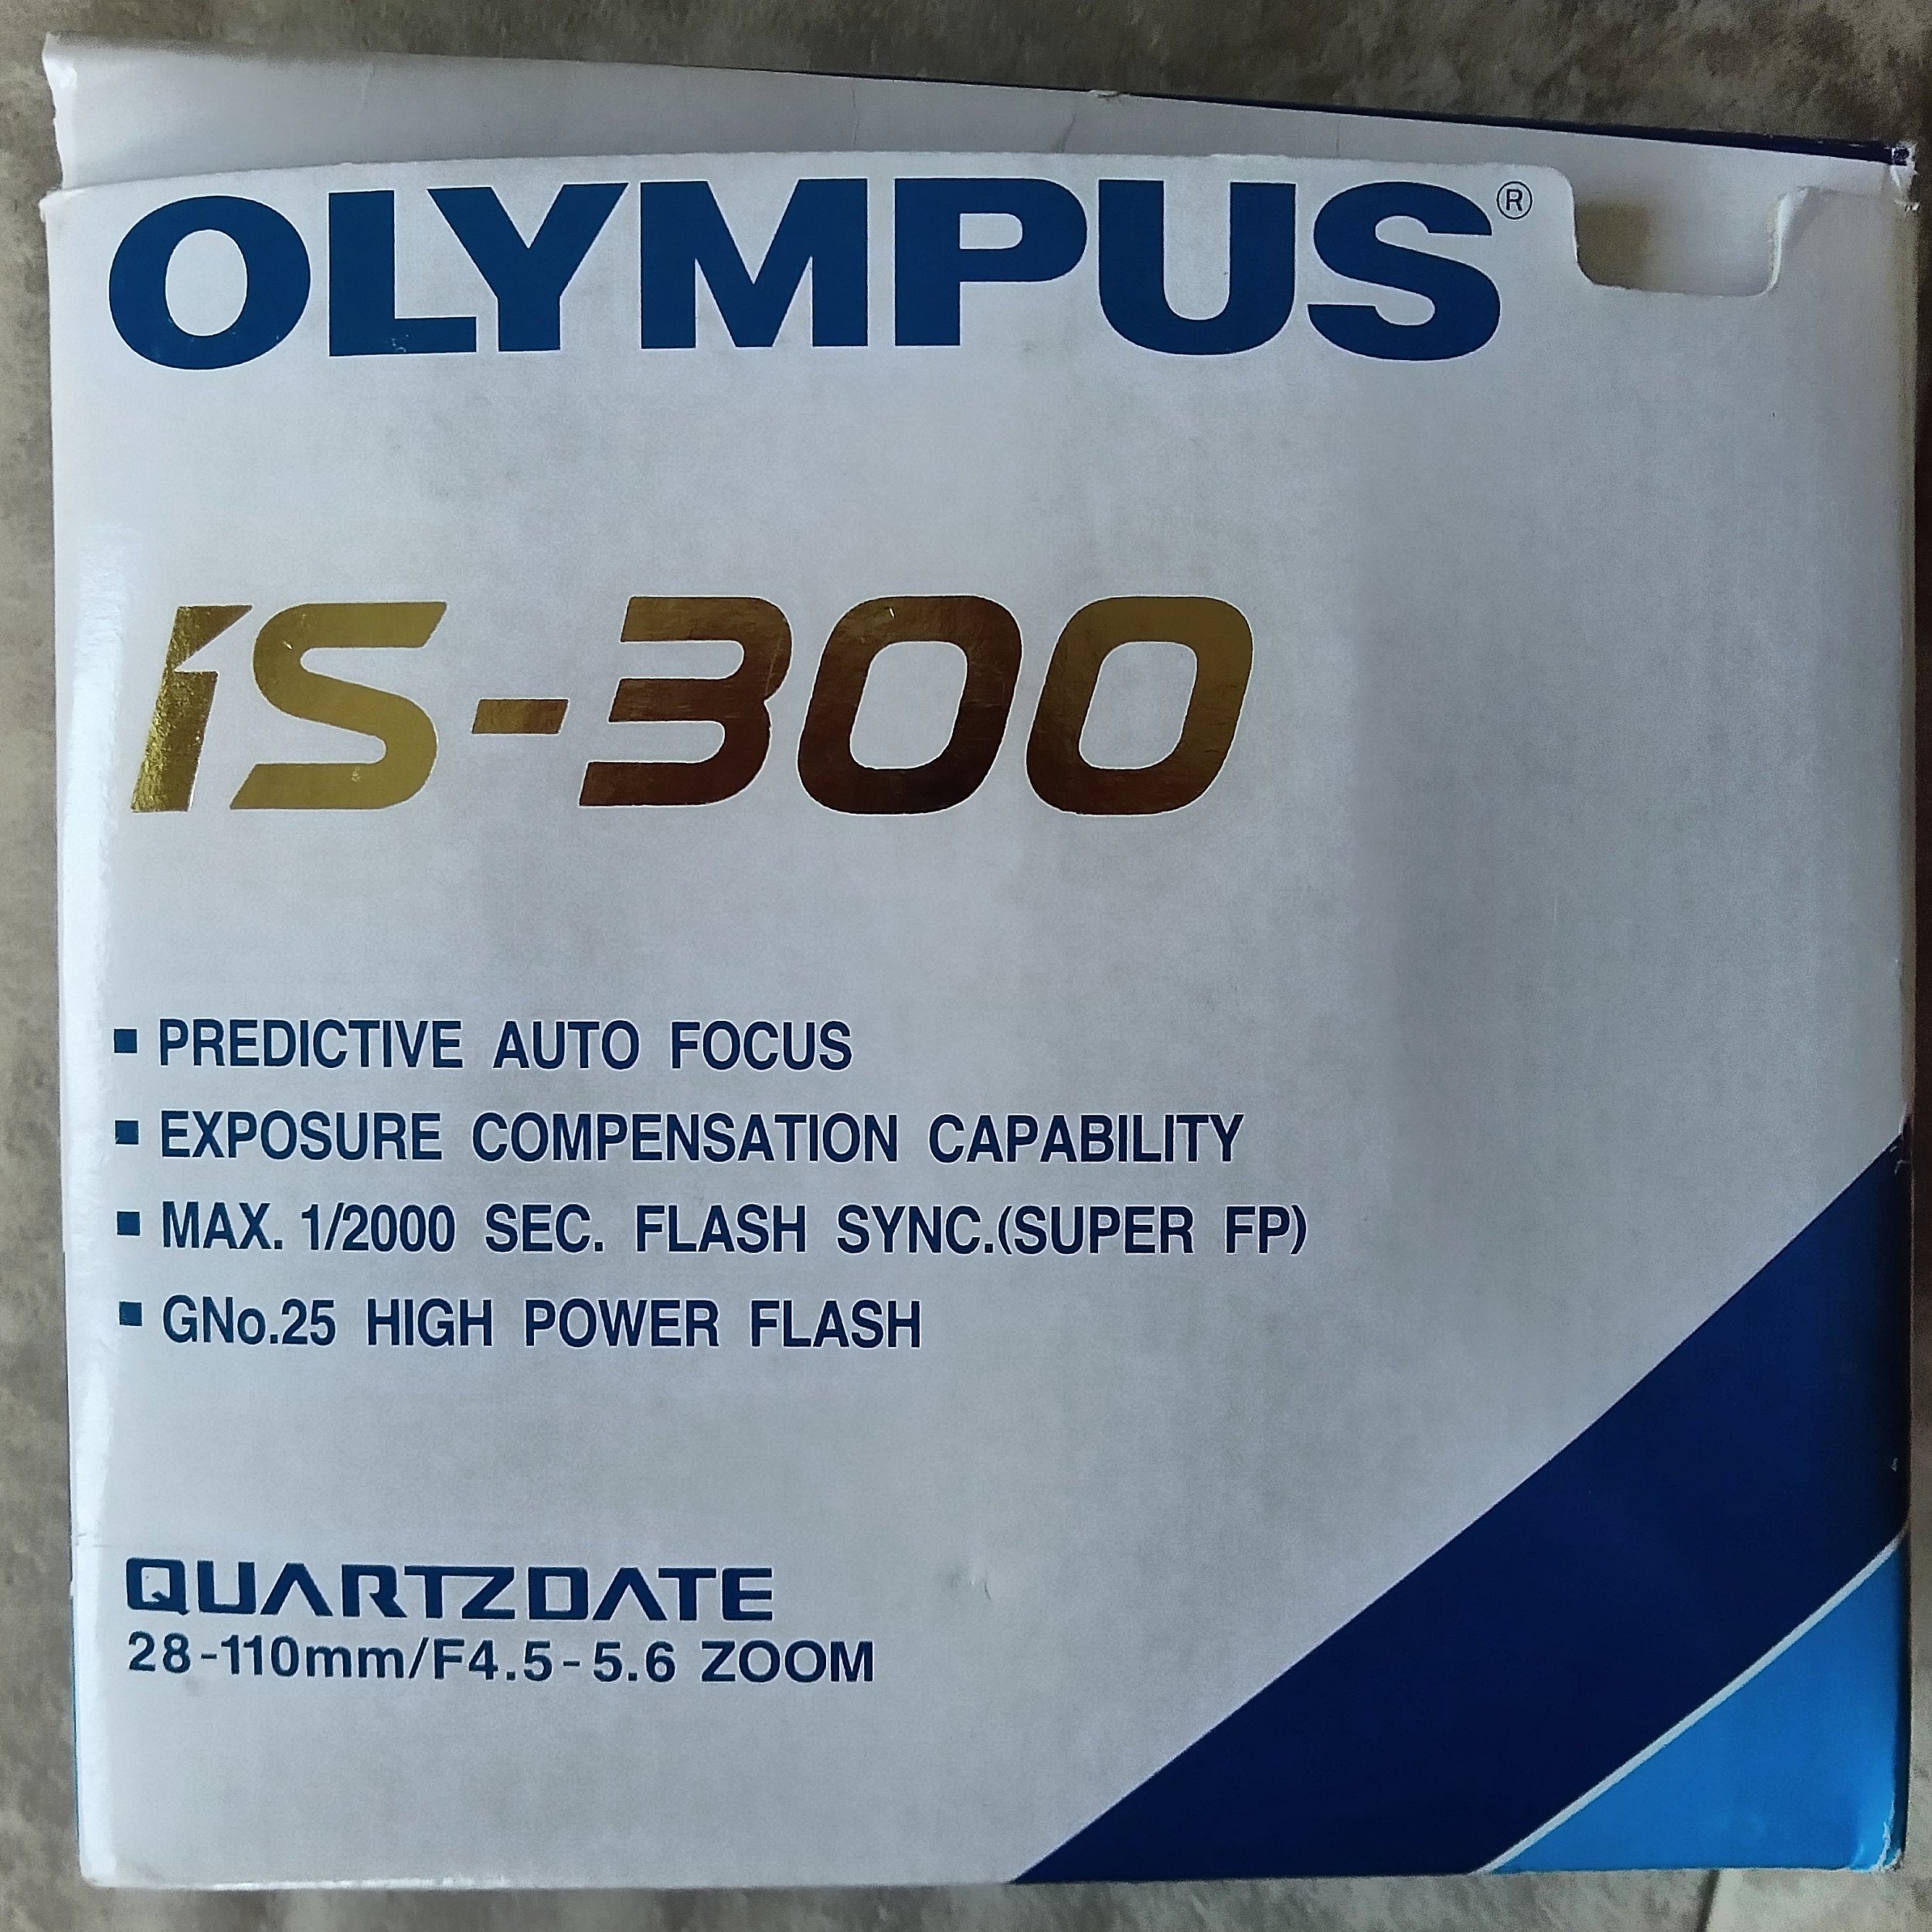 OLYMPUS®
iS-300
▪ PREDICTIVE AUTO FOCUS
▪ EXPOSURE COMPENSATION CAPABILITY
▪ MAX. 1/2000 SEC. FLASH SYNC.(SUPER FP)
▪ GNo.25 HIGH POWER FLASH
QUARTZDATE
28-110mm/F4.5-5.6 ZOOM